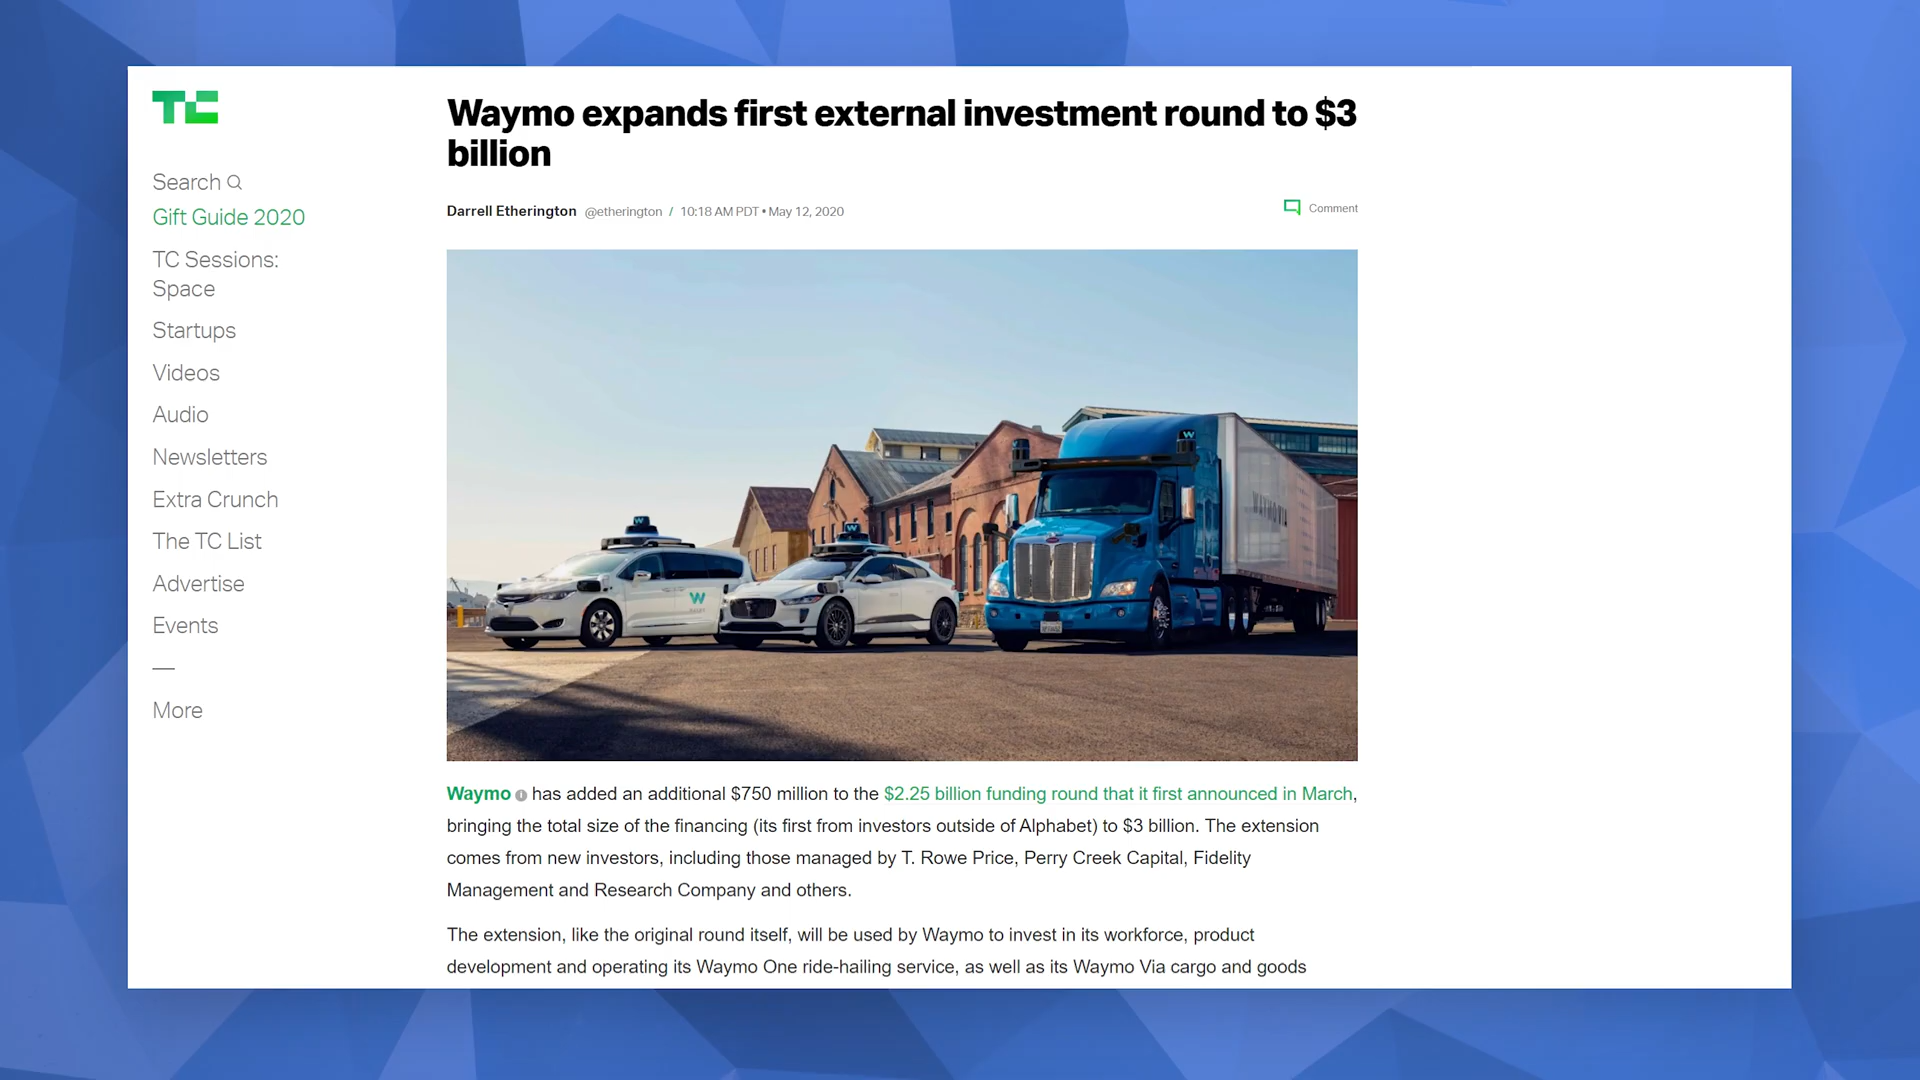 TC
Search
Gift Guide 2020
TC Sessions:
Space
Startups
Videos
Audio
Newsletters
Extra Crunch
The TC List
Advertise
Events
—
More
Waymo expands first external investment round to $3
billion
Darrell Etherington @etherington / 10:18 AM PDT • May 12, 2020
Comment
WAYMO VIA
Waymo has added an additional $750 million to the $2.25 billion funding round that it first announced in March,
bringing the total size of the financing (its first from investors outside of Alphabet) to $3 billion. The extension
comes from new investors, including those managed by T. Rowe Price, Perry Creek Capital, Fidelity
Management and Research Company and others.
The extension, like the original round itself, will be used by Waymo to invest in its workforce, product
development and operating its Waymo One ride-hailing service, as well as its Waymo Via cargo and goods